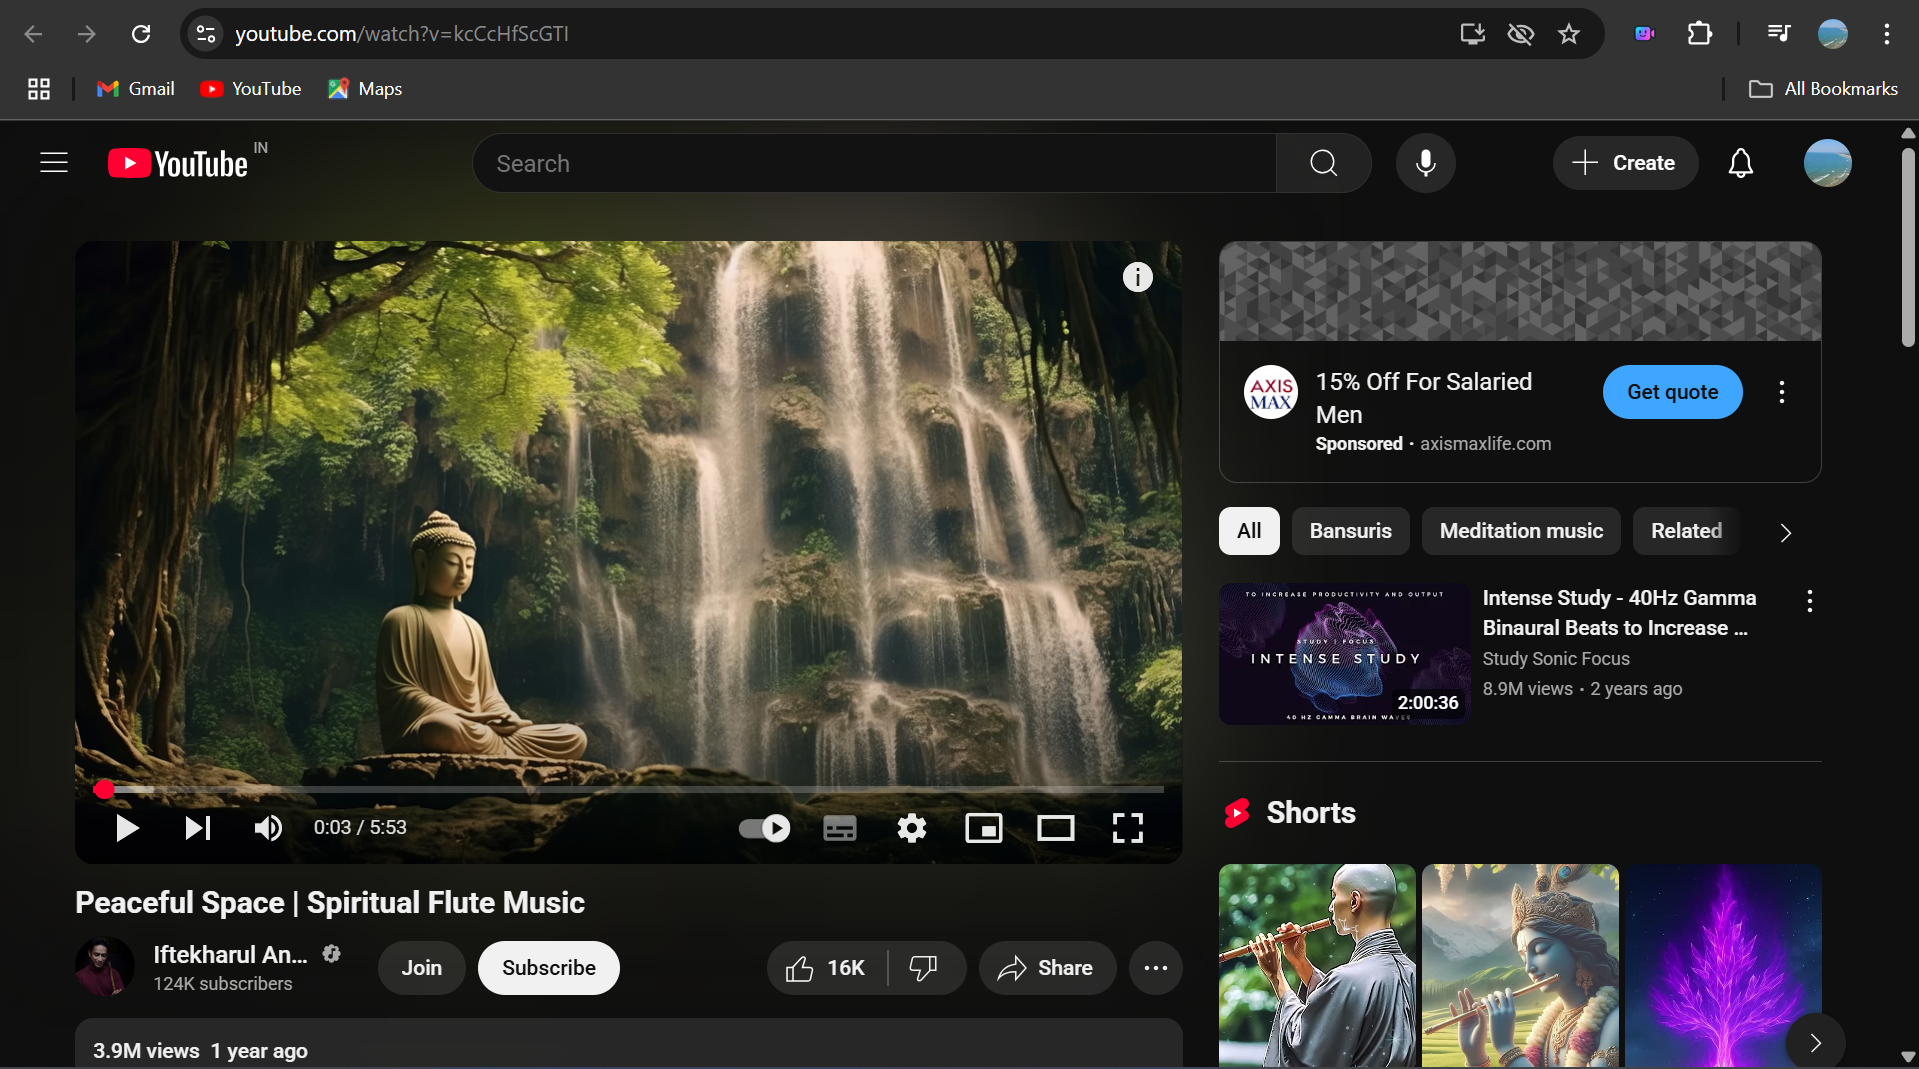 youtube.com/watch?v=kcCcHfScGTI
Gmail
YouTube
Maps
All Bookmarks
YouTube IN
Search
Create
i
AXIS MAX
15% Off For Salaried
Men
Sponsored · axismaxlife.com
Get quote
All
Bansuris
Meditation music
Related
TO INCREASE PRODUCTIVITY AND OUTPUT
STUDY | FOCUS
INTENSE STUDY
2:00:36
40 HZ GAMMA BRAIN WAVES
Intense Study - 40Hz Gamma
Binaural Beats to Increase ...
Study Sonic Focus
8.9M views · 2 years ago
0:03 / 5:53
Shorts
Peaceful Space | Spiritual Flute Music
Iftekharul An...
124K subscribers
Join
Subscribe
16K
Share
3.9M views 1 year ago